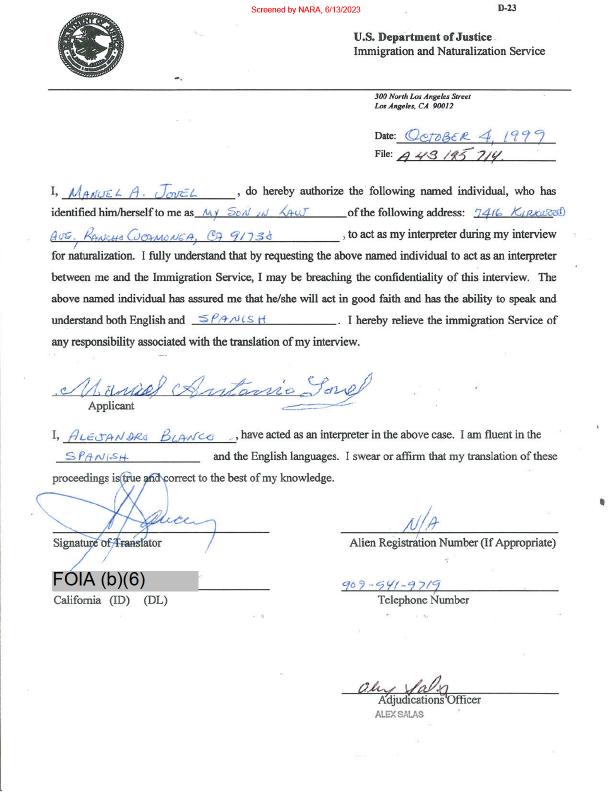 Screened by NARA, 6/13/2023
D-23
U.S. Department of Justice
Immigration and Naturalization Service
300 North Los Angeles Street
Los Angeles, CA 90012
Date: OCTOBER 4, 1999
File: A 43 195 714.
I, MANUEL A. JOVEL, do hereby authorize the following named individual, who has
identified him/herself to me as MY SON IN LAW of the following address: 7416 KIRKWOOD
AVE, RANCHO CUCAMONGA, CA 91738, to act as my interpreter during my interview
for naturalization. I fully understand that by requesting the above named individual to act as an interpreter
between me and the Immigration Service, I may be breaching the confidentiality of this interview. The
above named individual has assured me that he/she will act in good faith and has the ability to speak and
understand both English and SPANISH. I hereby relieve the immigration Service of
any responsibility associated with the translation of my interview.
Manuel Antonio Jovel
Applicant
I, ALEJANDRO BLANCO, have acted as an interpreter in the above case. I am fluent in the
SPANISH and the English languages. I swear or affirm that my translation of these
proceedings is true and correct to the best of my knowledge.
N/A
Signature of Translator
Alien Registration Number (If Appropriate)
FOIA (b)(6)
909-541-9719
California (ID) (DL)
Telephone Number
Alex Salas
Adjudications Officer
ALEX SALAS